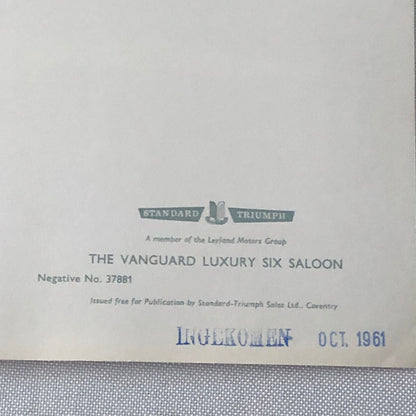 STANDARD TRIUMPH
A member of the Leyland Motors Group
THE VANGUARD LUXURY SIX SALOON
Negative No. 37881
Issued free for Publication by Standard-Triumph Sales Ltd., Coventry
INGEKOMEN OCT. 1961